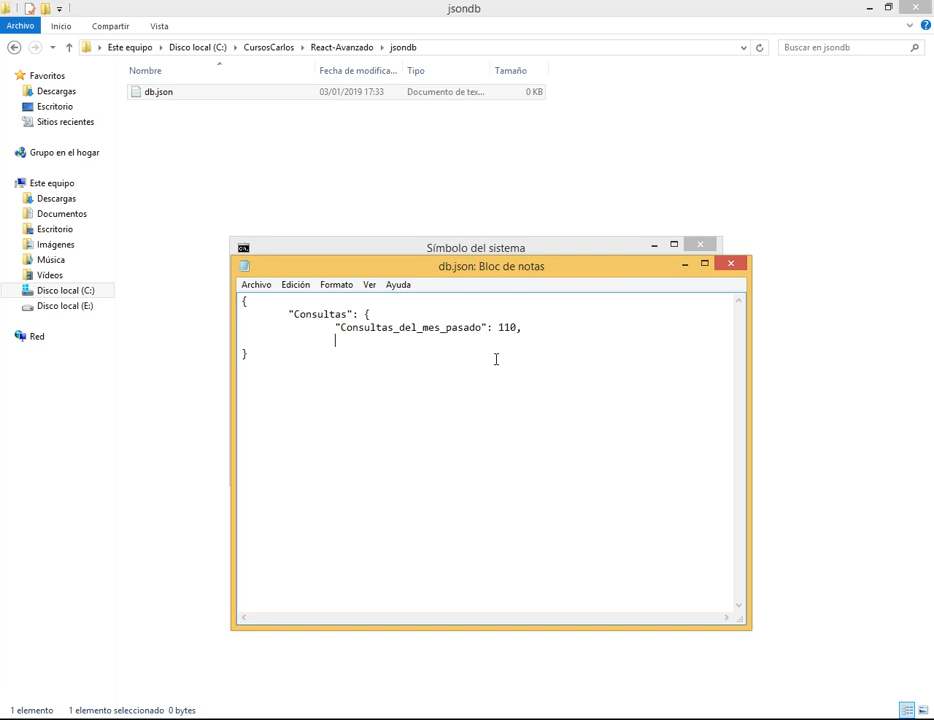 jsondb
Archivo Inicio Compartir Vista
Este equipo Disco local (C:) CursosCarlos React-Avanzado jsondb
Buscar en jsondb
Nombre Fecha de modifica... Tipo Tamaño
db.json 03/01/2019 17:33 Documento de tex... 0 KB
Favoritos
Descargas
Escritorio
Sitios recientes
Grupo en el hogar
Este equipo
Descargas
Documentos
Escritorio
Imágenes
Música
Vídeos
Disco local (C:)
Disco local (E:)
Red
Símbolo del sistema
db.json: Bloc de notas
Archivo Edición Formato Ver Ayuda
{
"Consultas": {
"Consultas_del_mes_pasado": 110,
}
1 elemento 1 elemento seleccionado 0 bytes